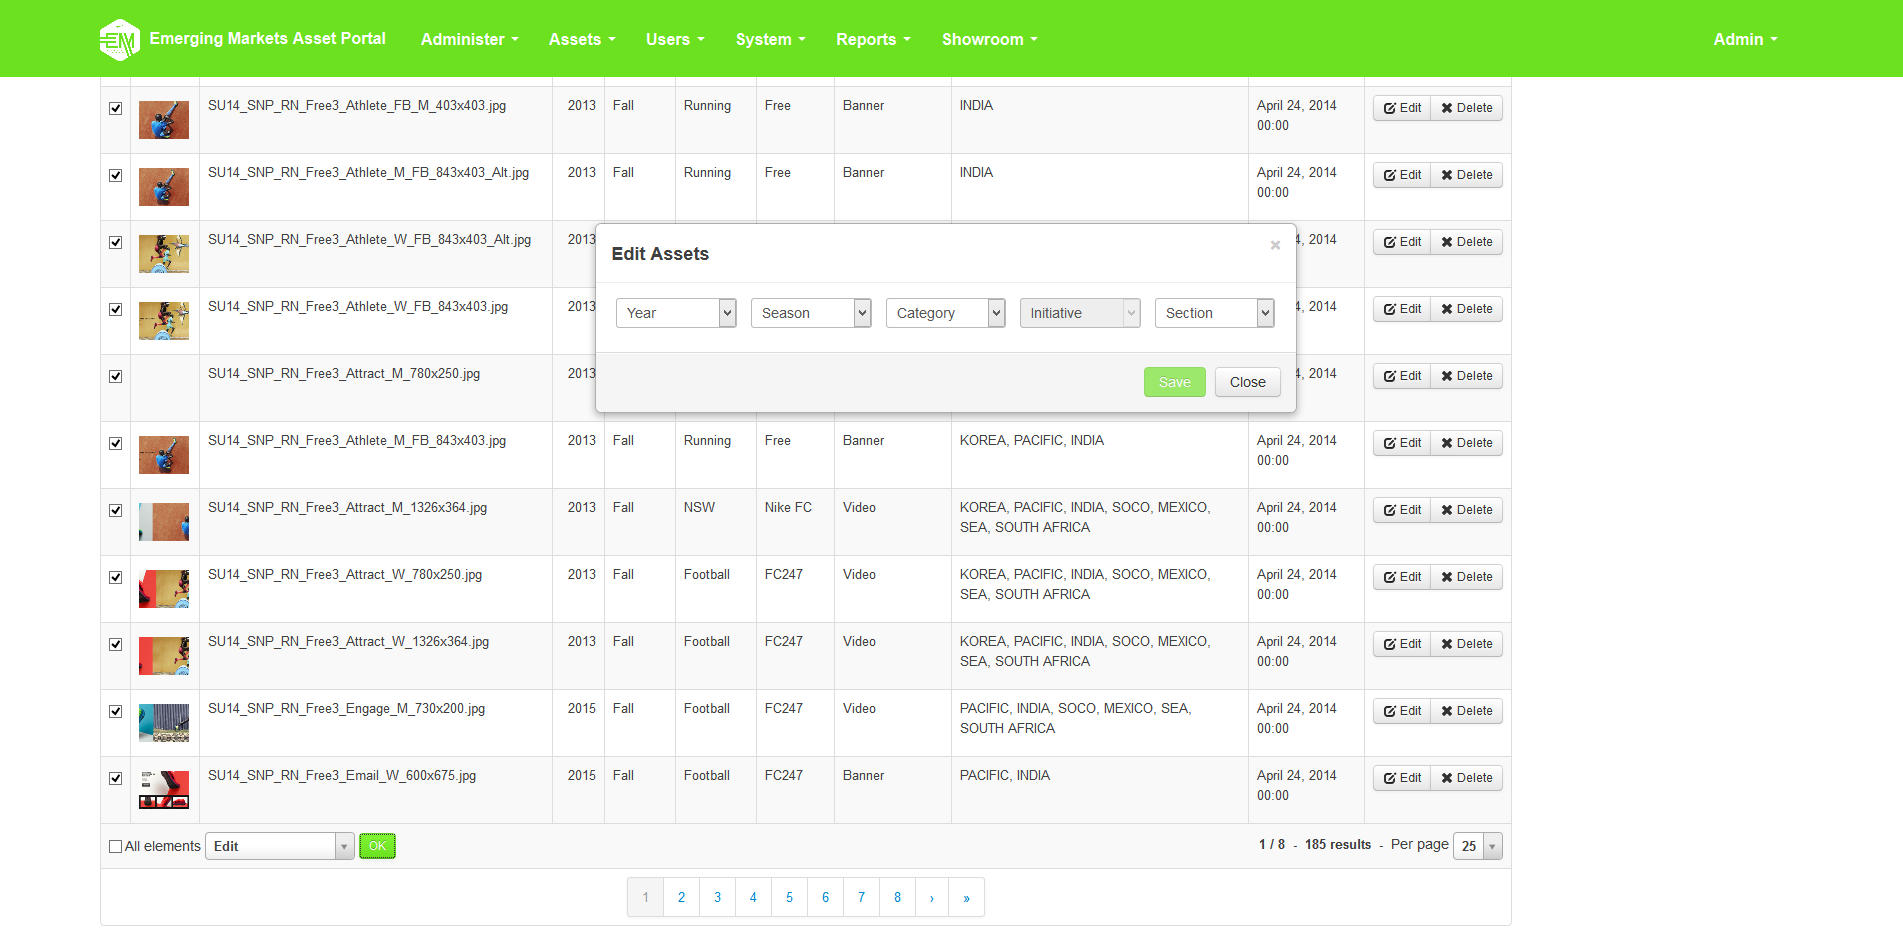 EM Emerging Markets Asset Portal Administer Assets Users System Reports Showroom Admin
SU14_SNP_RN_Free3_Athlete_FB_M_403x403.jpg 2013 Fall Running Free Banner INDIA April 24, 2014 Edit Delete
00:00
SU14_SNP_RN_Free3_Athlete_M_FB_843x403_Alt.jpg 2013 Fall Running Free Banner INDIA April 24, 2014 Edit Delete
00:00
SU14_SNP_RN_Free3_Athlete_W_FB_843x403_Alt.jpg 2013 4, 2014 Edit Delete
Edit Assets
SU14_SNP_RN_Free3_Athlete_W_FB_843x403.jpg 2013 4, 2014 Edit Delete
Year Season Category Initiative Section
SU14_SNP_RN_Free3_Attract_M_780x250.jpg 2013 4, 2014 Edit Delete
Save Close
SU14_SNP_RN_Free3_Athlete_M_FB_843x403.jpg 2013 Fall Running Free Banner KOREA, PACIFIC, INDIA April 24, 2014 Edit Delete
00:00
SU14_SNP_RN_Free3_Attract_M_1326x364.jpg 2013 Fall NSW Nike FC Video KOREA, PACIFIC, INDIA, SOCO, MEXICO, April 24, 2014 Edit Delete
SEA, SOUTH AFRICA 00:00
SU14_SNP_RN_Free3_Attract_W_780x250.jpg 2013 Fall Football FC247 Video KOREA, PACIFIC, INDIA, SOCO, MEXICO, April 24, 2014 Edit Delete
SEA, SOUTH AFRICA 00:00
SU14_SNP_RN_Free3_Attract_W_1326x364.jpg 2013 Fall Football FC247 Video KOREA, PACIFIC, INDIA, SOCO, MEXICO, April 24, 2014 Edit Delete
SEA, SOUTH AFRICA 00:00
SU14_SNP_RN_Free3_Engage_M_730x200.jpg 2015 Fall Football FC247 Video PACIFIC, INDIA, SOCO, MEXICO, SEA, April 24, 2014 Edit Delete
SOUTH AFRICA 00:00
SU14_SNP_RN_Free3_Email_W_600x675.jpg 2015 Fall Football FC247 Banner PACIFIC, INDIA April 24, 2014 Edit Delete
00:00
All elements Edit OK 1 / 8 - 185 results - Per page 25
1 2 3 4 5 6 7 8 › »